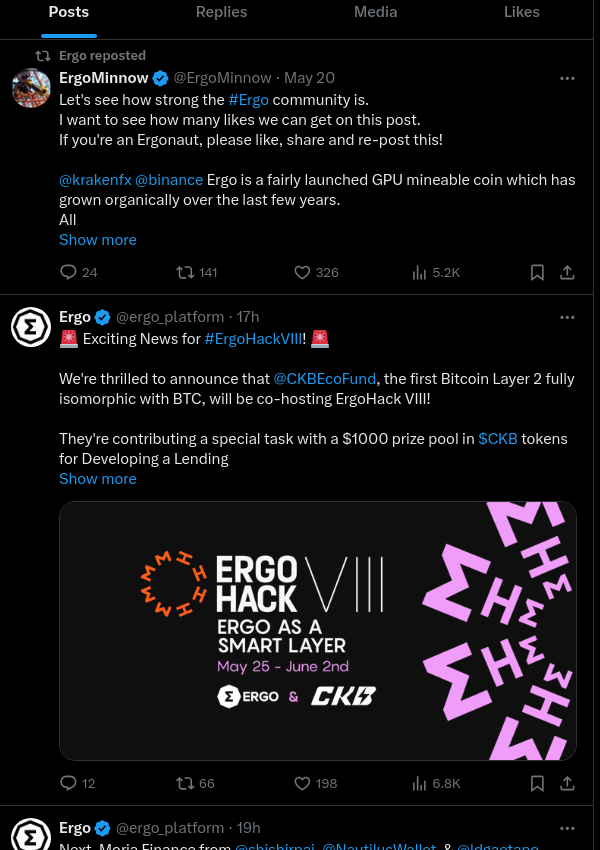 Posts Replies Media Likes
Ergo reposted
ErgoMinnow @ErgoMinnow · May 20
Let's see how strong the #Ergo community is.
I want to see how many likes we can get on this post.
If you're an Ergonaut, please like, share and re-post this!
@krakenfx @binance Ergo is a fairly launched GPU mineable coin which has
grown organically over the last few years.
All
Show more
24 141 326 5.2K
Ergo @ergo_platform · 17h
🚨 Exciting News for #ErgoHackVIII! 🚨
We're thrilled to announce that @CKBEcoFund, the first Bitcoin Layer 2 fully
isomorphic with BTC, will be co-hosting ErgoHack VIII!
They're contributing a special task with a $1000 prize pool in $CKB tokens
for Developing a Lending
Show more
ERGO
HACK VIII
ERGO AS A
SMART LAYER
May 25 - June 2nd
Σ ERGO & CKB
12 66 198 6.8K
Ergo @ergo_platform · 19h
Next, Moria Finance from @chishirpai, @NautilusWallet, & @ldgaetano